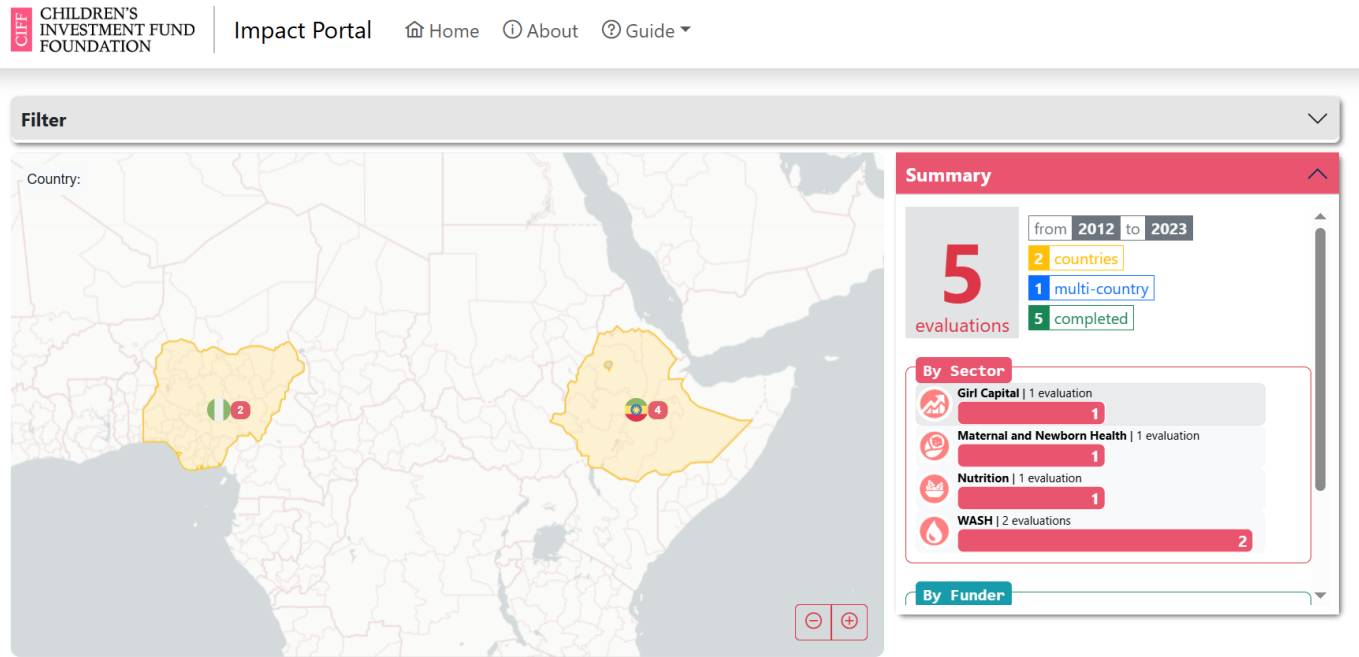 CIFF
CHILDREN'S
INVESTMENT FUND
FOUNDATION
Impact Portal
Home
About
Guide
Filter
Country:
2
4
Summary
5
evaluations
from 2012 to 2023
2 countries
1 multi-country
5 completed
By Sector
Girl Capital | 1 evaluation
1
Maternal and Newborn Health | 1 evaluation
1
Nutrition | 1 evaluation
1
WASH | 2 evaluations
2
By Funder